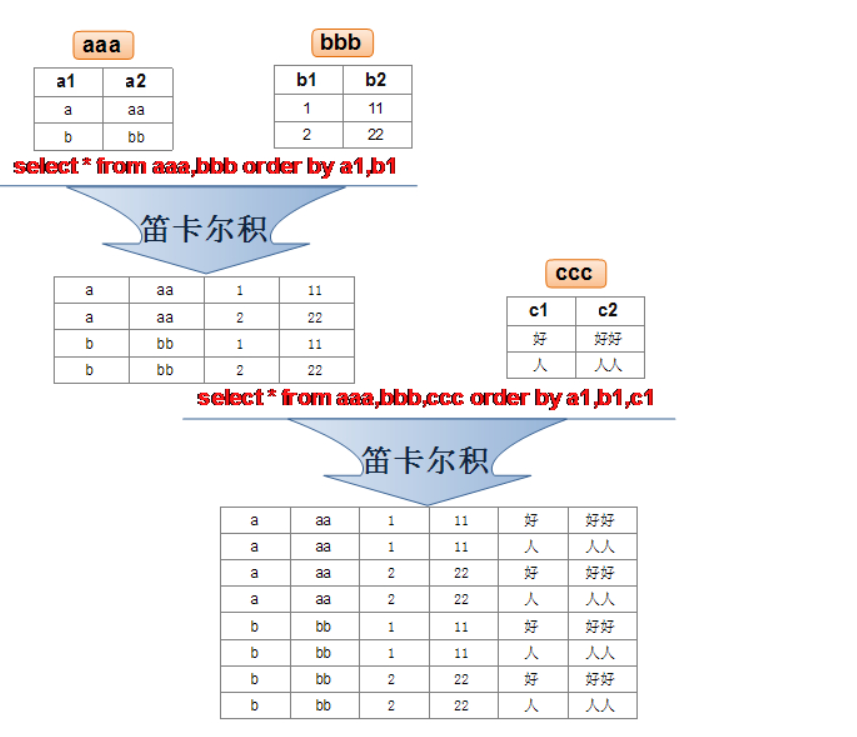 aaa
a1 a2
a aa
b bb
bbb
b1 b2
1 11
2 22
select * from aaa,bbb order by a1,b1
笛卡尔积
a aa 1 11
a aa 2 22
b bb 1 11
b bb 2 22
ccc
c1 c2
好 好好
人 人人
select * from aaa,bbb,ccc order by a1,b1,c1
笛卡尔积
a aa 1 11 好 好好
a aa 1 11 人 人人
a aa 2 22 好 好好
a aa 2 22 人 人人
b bb 1 11 好 好好
b bb 1 11 人 人人
b bb 2 22 好 好好
b bb 2 22 人 人人